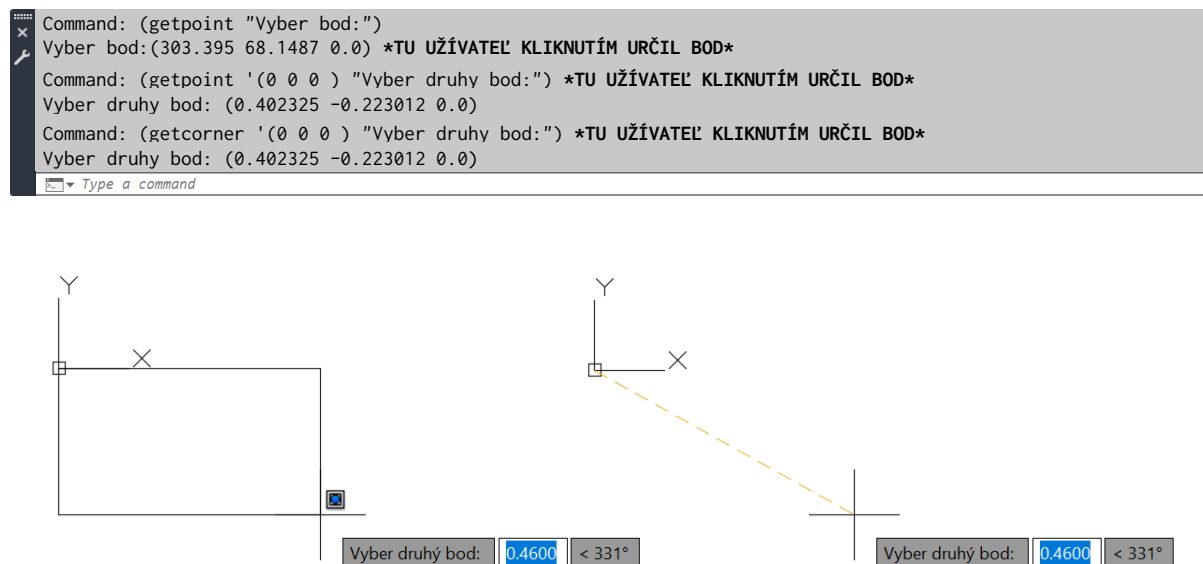 Command: (getpoint "Vyber bod:")
Vyber bod:(303.395 68.1487 0.0) *TU UŽÍVATEĽ KLIKNUTÍM URČIL BOD*
Command: (getpoint '(0 0 0 ) "Vyber druhy bod:") *TU UŽÍVATEĽ KLIKNUTÍM URČIL BOD*
Vyber druhy bod: (0.402325 -0.223012 0.0)
Command: (getcorner '(0 0 0 ) "Vyber druhy bod:") *TU UŽÍVATEĽ KLIKNUTÍM URČIL BOD*
Vyber druhy bod: (0.402325 -0.223012 0.0)
Type a command
Y
X
Vyber druhý bod: 0.4600 < 331°
Y
X
Vyber druhý bod: 0.4600 < 331°